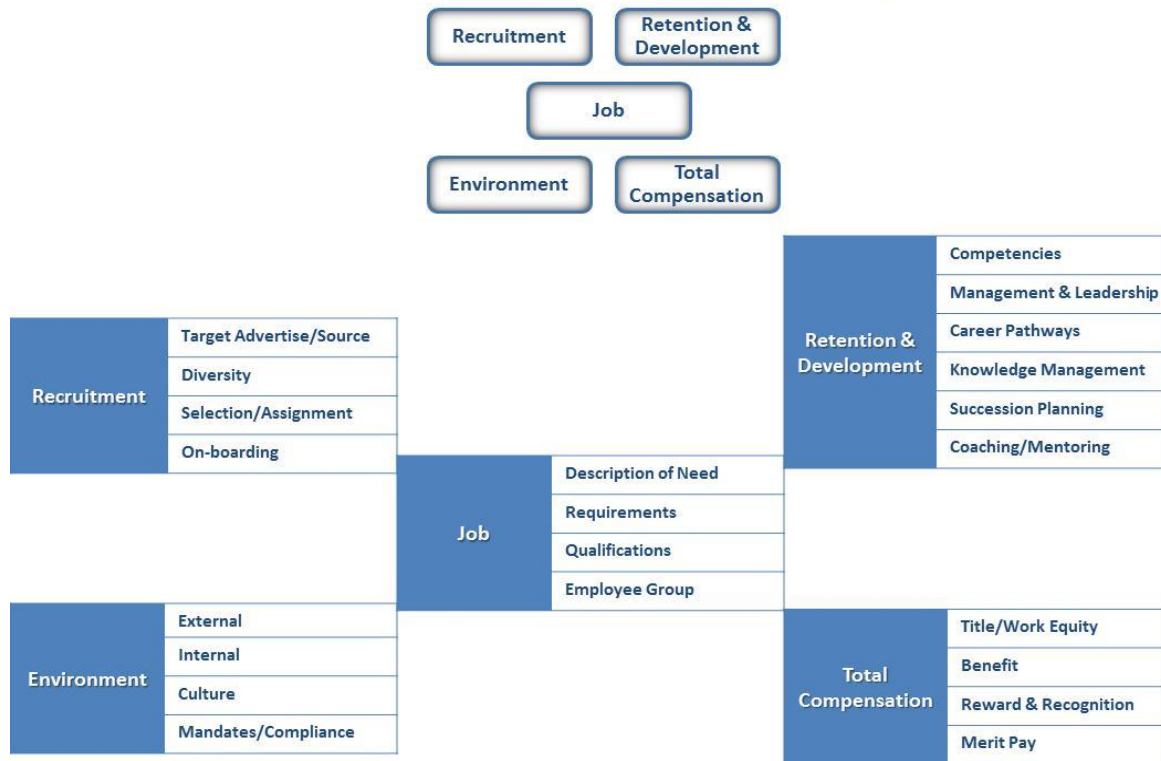 Recruitment
Retention &
Development
Job
Environment
Total
Compensation
Recruitment
Target Advertise/Source
Diversity
Selection/Assignment
On-boarding
Retention &
Development
Competencies
Management & Leadership
Career Pathways
Knowledge Management
Succession Planning
Coaching/Mentoring
Job
Description of Need
Requirements
Qualifications
Employee Group
Environment
External
Internal
Culture
Mandates/Compliance
Total
Compensation
Title/Work Equity
Benefit
Reward & Recognition
Merit Pay